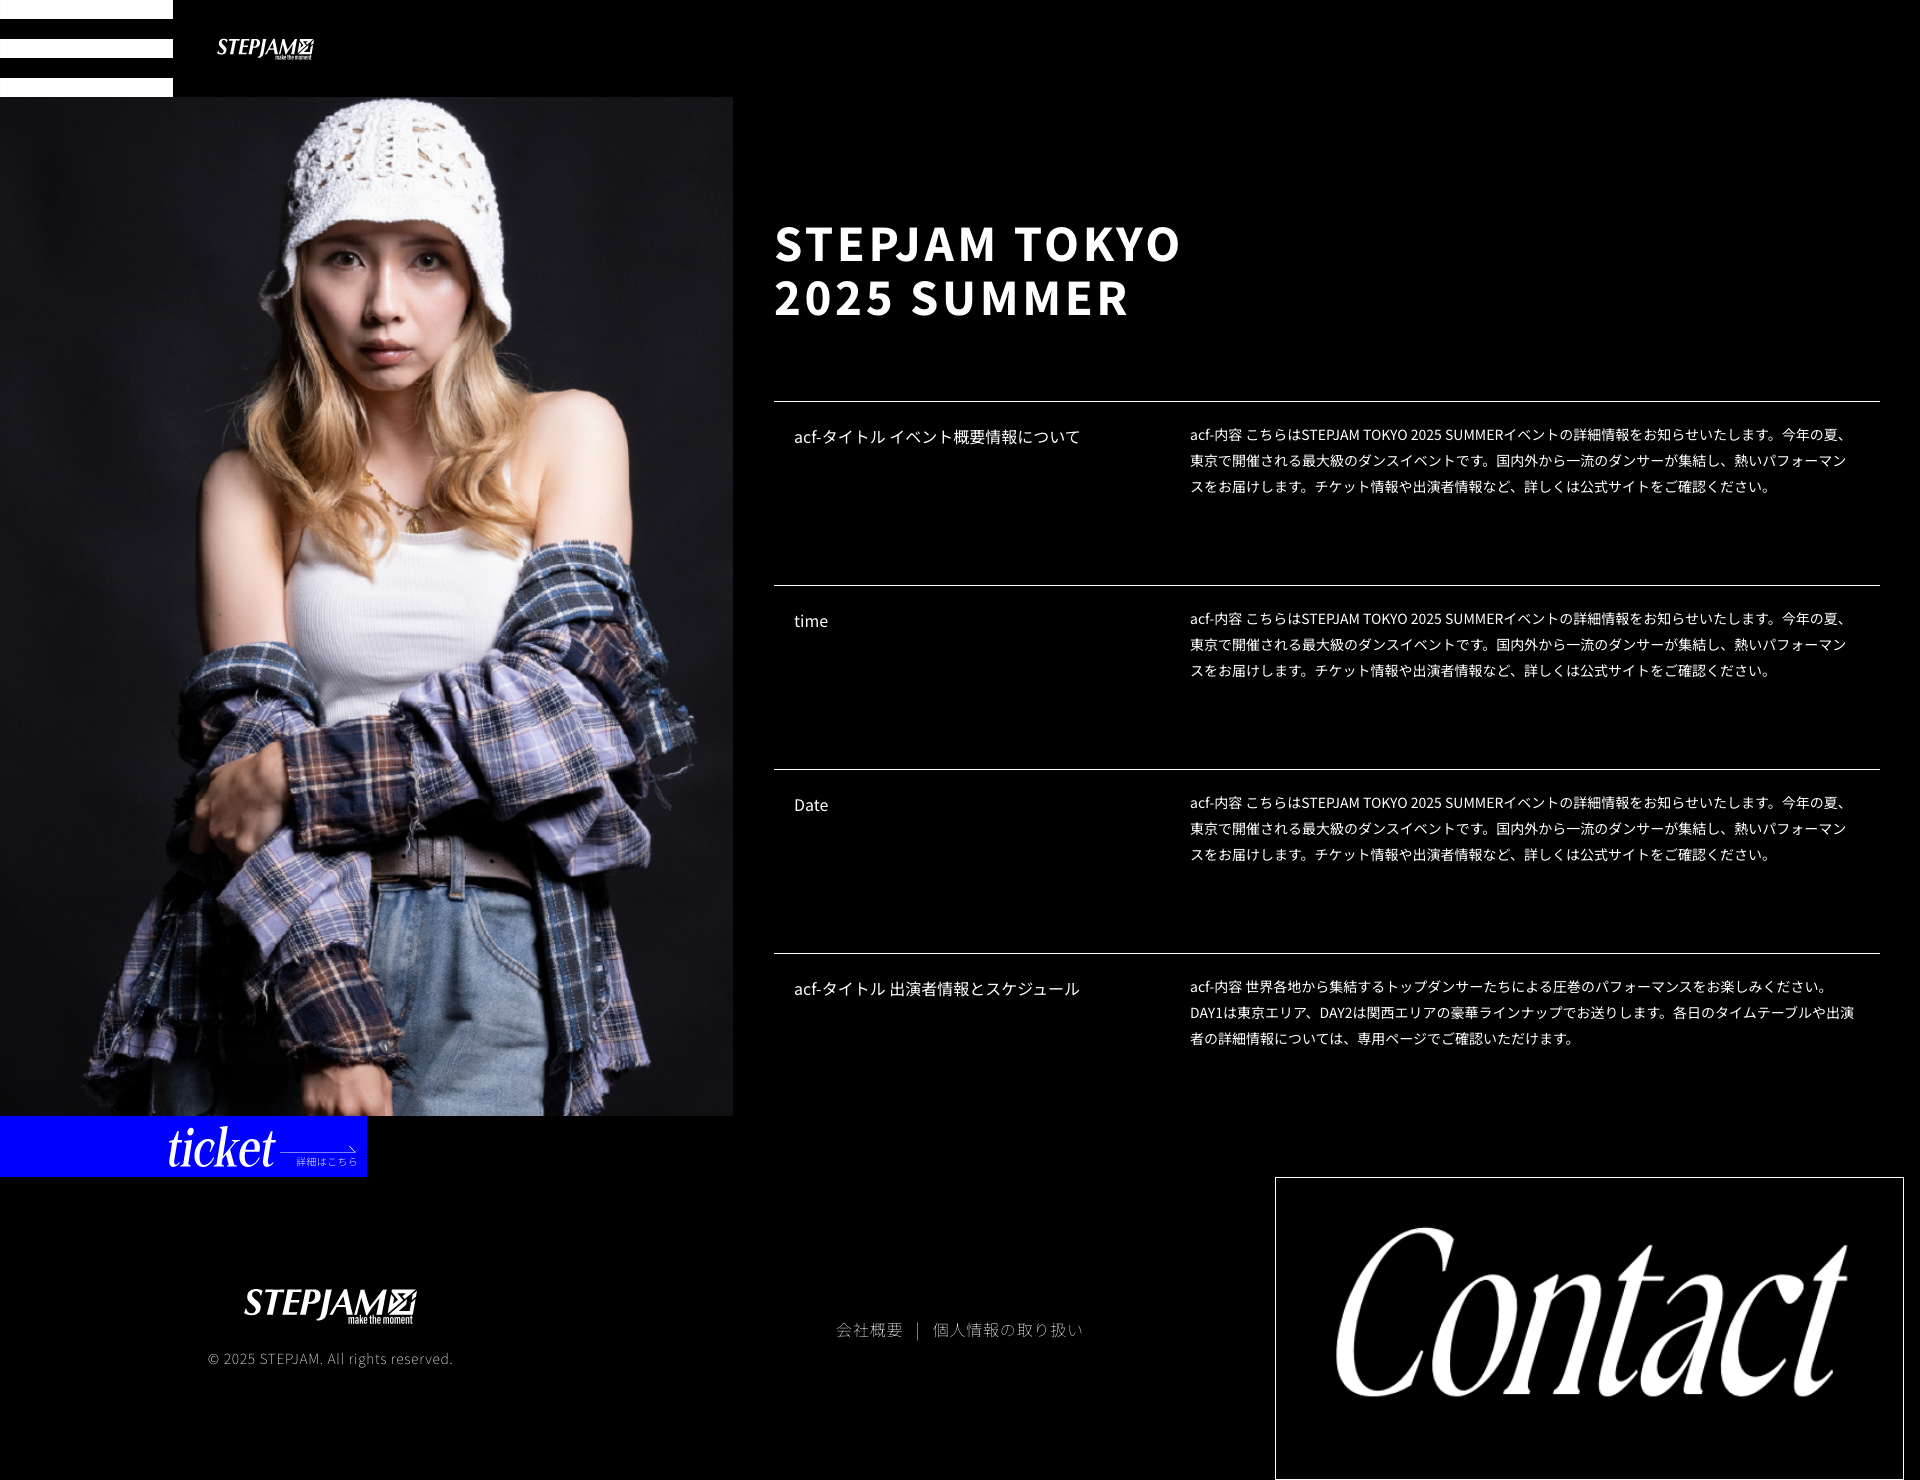 STEPJAM
make the moment
STEPJAM TOKYO
2025 SUMMER
acf-タイトル イベント概要情報について
acf-内容 こちらはSTEPJAM TOKYO 2025 SUMMERイベントの詳細情報をお知らせいたします。今年の夏、
東京で開催される最大級のダンスイベントです。国内外から一流のダンサーが集結し、熱いパフォーマン
スをお届けします。チケット情報や出演者情報など、詳しくは公式サイトをご確認ください。
time
acf-内容 こちらはSTEPJAM TOKYO 2025 SUMMERイベントの詳細情報をお知らせいたします。今年の夏、
東京で開催される最大級のダンスイベントです。国内外から一流のダンサーが集結し、熱いパフォーマン
スをお届けします。チケット情報や出演者情報など、詳しくは公式サイトをご確認ください。
Date
acf-内容 こちらはSTEPJAM TOKYO 2025 SUMMERイベントの詳細情報をお知らせいたします。今年の夏、
東京で開催される最大級のダンスイベントです。国内外から一流のダンサーが集結し、熱いパフォーマン
スをお届けします。チケット情報や出演者情報など、詳しくは公式サイトをご確認ください。
acf-タイトル 出演者情報とスケジュール
acf-内容 世界各地から集結するトップダンサーたちによる圧巻のパフォーマンスをお楽しみください。
DAY1は東京エリア、DAY2は関西エリアの豪華ラインナップでお送りします。各日のタイムテーブルや出演
者の詳細情報については、専用ページでご確認いただけます。
ticket
詳細はこちら
STEPJAM
make the moment
© 2025 STEPJAM. All rights reserved.
会社概要 | 個人情報の取り扱い
Contact